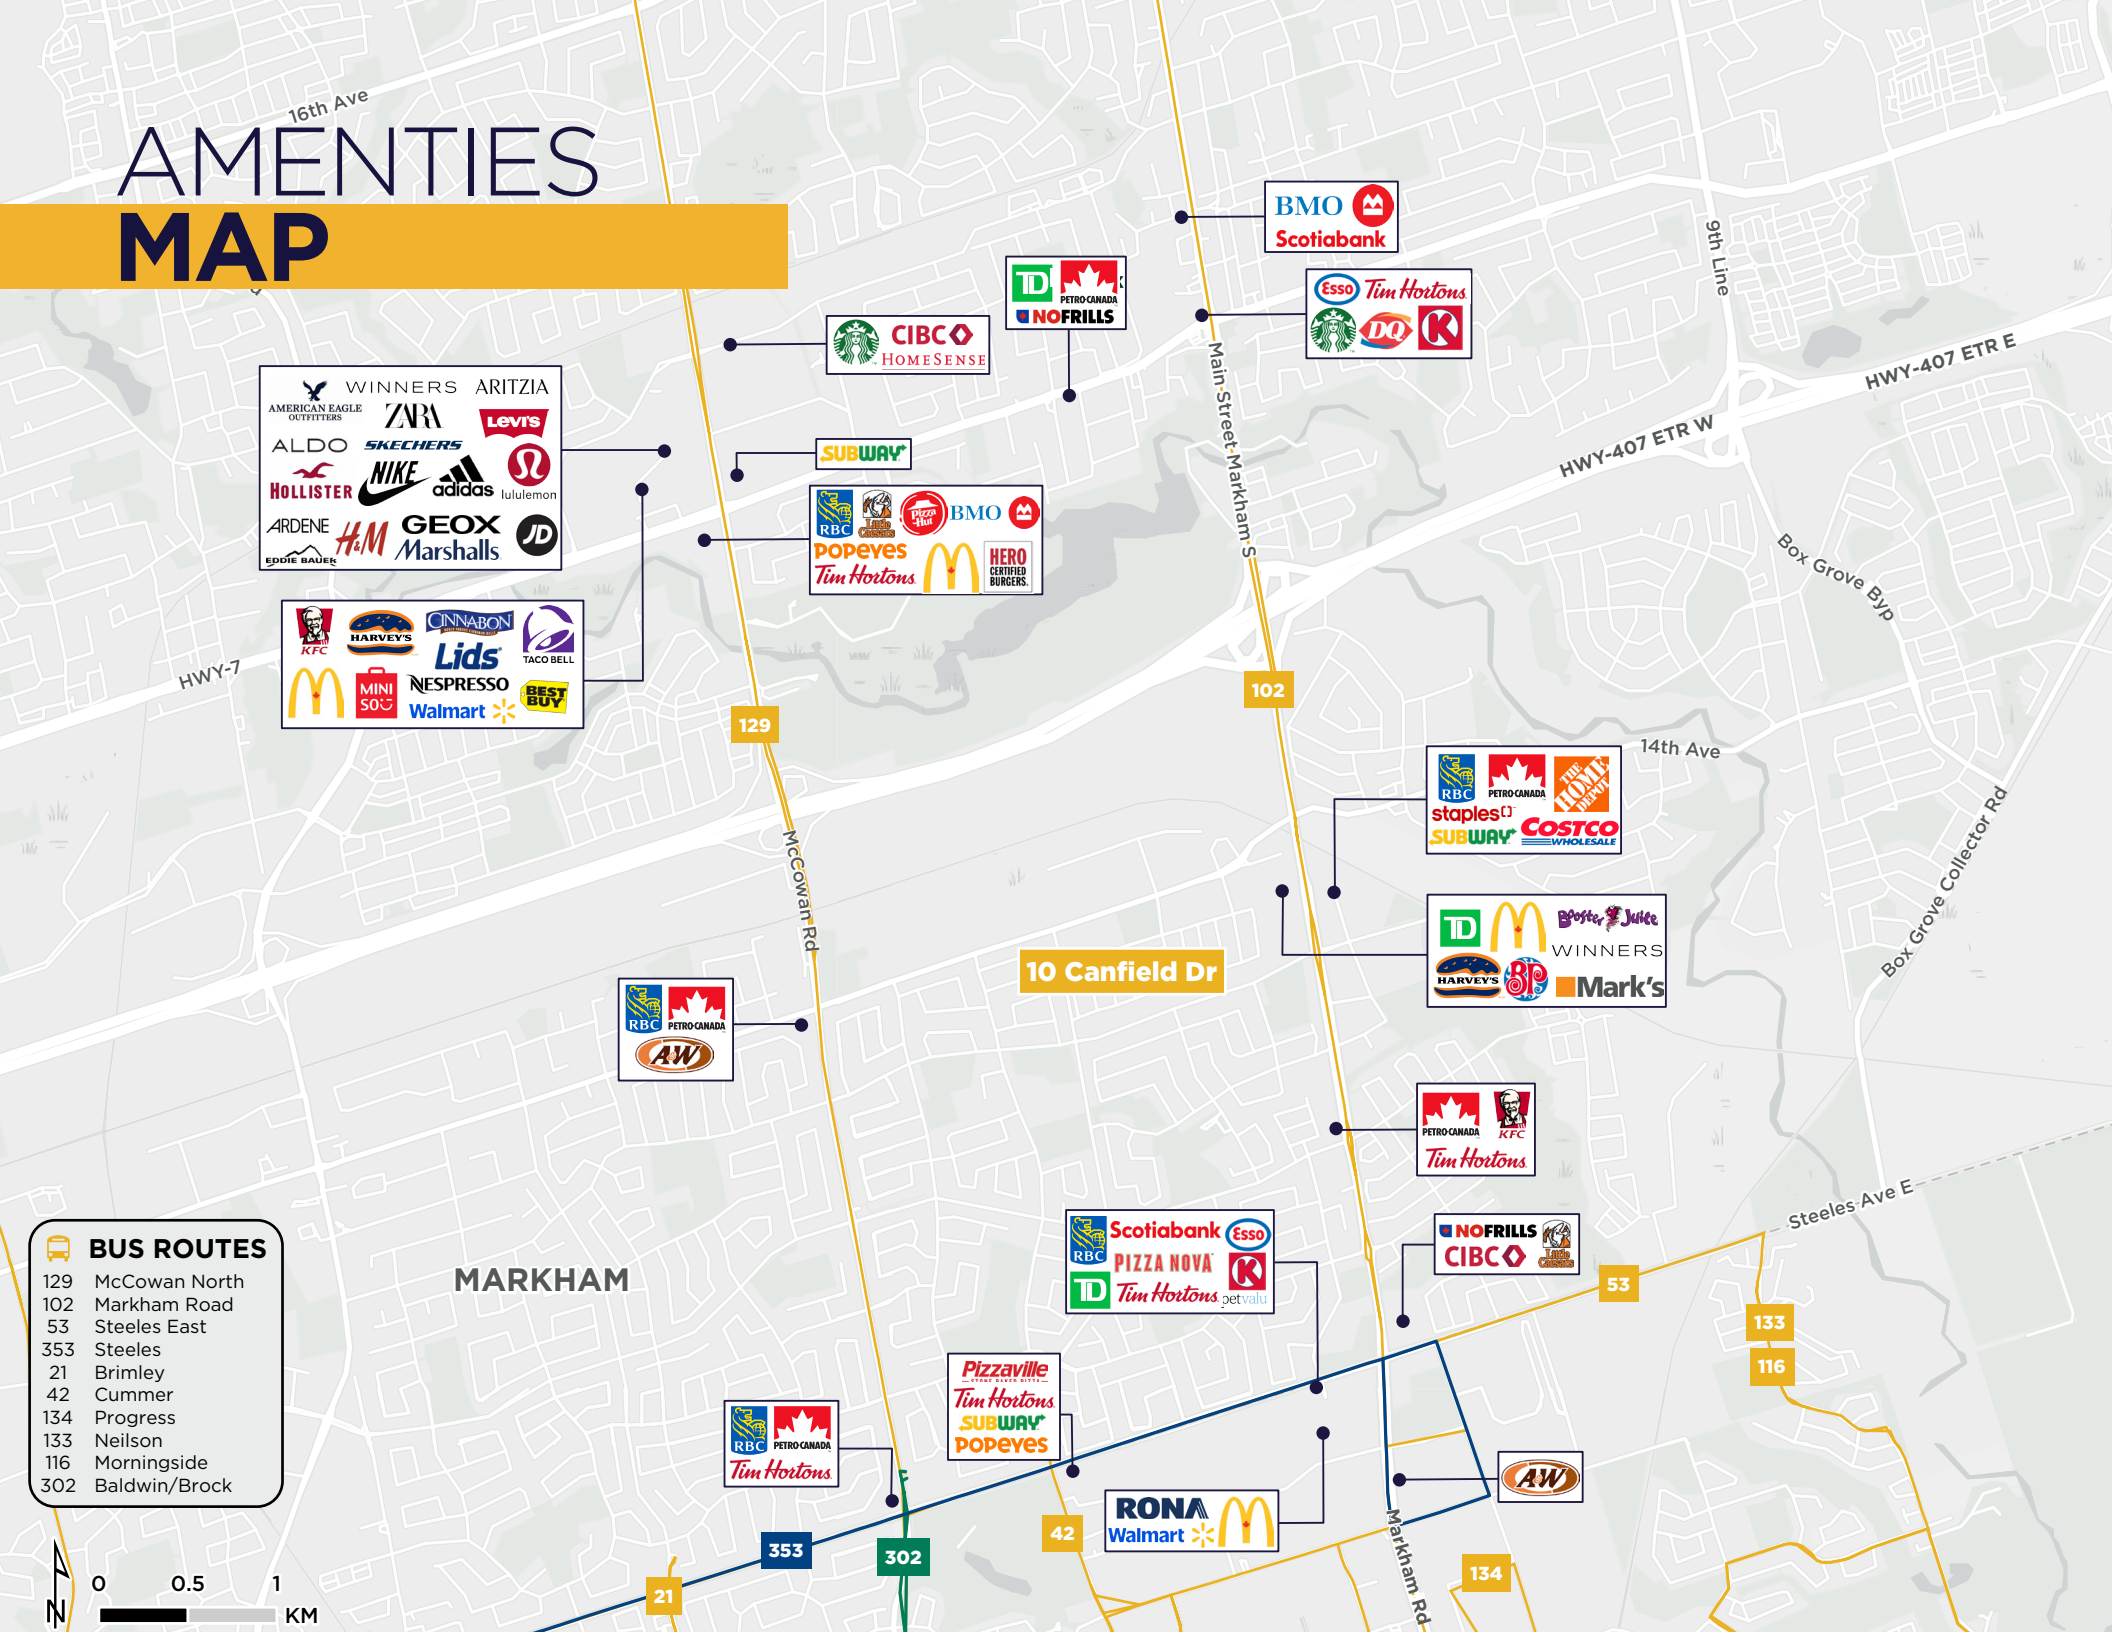 16th Ave
AMENTIES
MAP
BMO
Scotiabank
TD PETRO-CANADA
NOFRILLS
Esso Tim Hortons
DQ K
CIBC
HOMESENSE
9th Line
HWY-407 ETR E
HWY-407 ETR W
Main Street Markham S
AMERICAN EAGLE
OUTFITTERS
WINNERS ARITZIA
ZARA LEVI'S
ALDO SKECHERS
HOLLISTER NIKE adidas lululemon
ARDENE H&M GEOX JD
EDDIE BAUER Marshalls
SUBWAY
RBC Little Caesars Pizza Hut BMO
POPEYES
Tim Hortons
HERO
CERTIFIED
BURGERS.
Box Grove Byp
KFC HARVEY'S CINNABON TACO BELL
Lids
MINI SO NESPRESSO BEST BUY
Walmart
HWY-7
102
129
14th Ave
RBC PETRO-CANADA THE HOME DEPOT
staples
SUBWAY COSTCO
WHOLESALE
McCowan Rd
Box Grove Collector Rd
TD Booster Juice
WINNERS
HARVEY'S BP Mark's
10 Canfield Dr
RBC PETRO-CANADA
A&W
PETRO-CANADA KFC
Tim Hortons
Steeles Ave E
RBC Scotiabank Esso
PIZZA NOVA K
TD Tim Hortons petvalu
NOFRILLS
CIBC Little Caesars
MARKHAM
53
133
116
BUS ROUTES
129 McCowan North
102 Markham Road
53 Steeles East
353 Steeles
21 Brimley
42 Cummer
134 Progress
133 Neilson
116 Morningside
302 Baldwin/Brock
Pizzaville
STONE BAKED PIZZA
Tim Hortons
SUBWAY
POPEYES
RBC PETRO-CANADA
Tim Hortons
A&W
RONA
Walmart
Markham Rd
353
302
42
21
134
N
0 0.5 1
KM